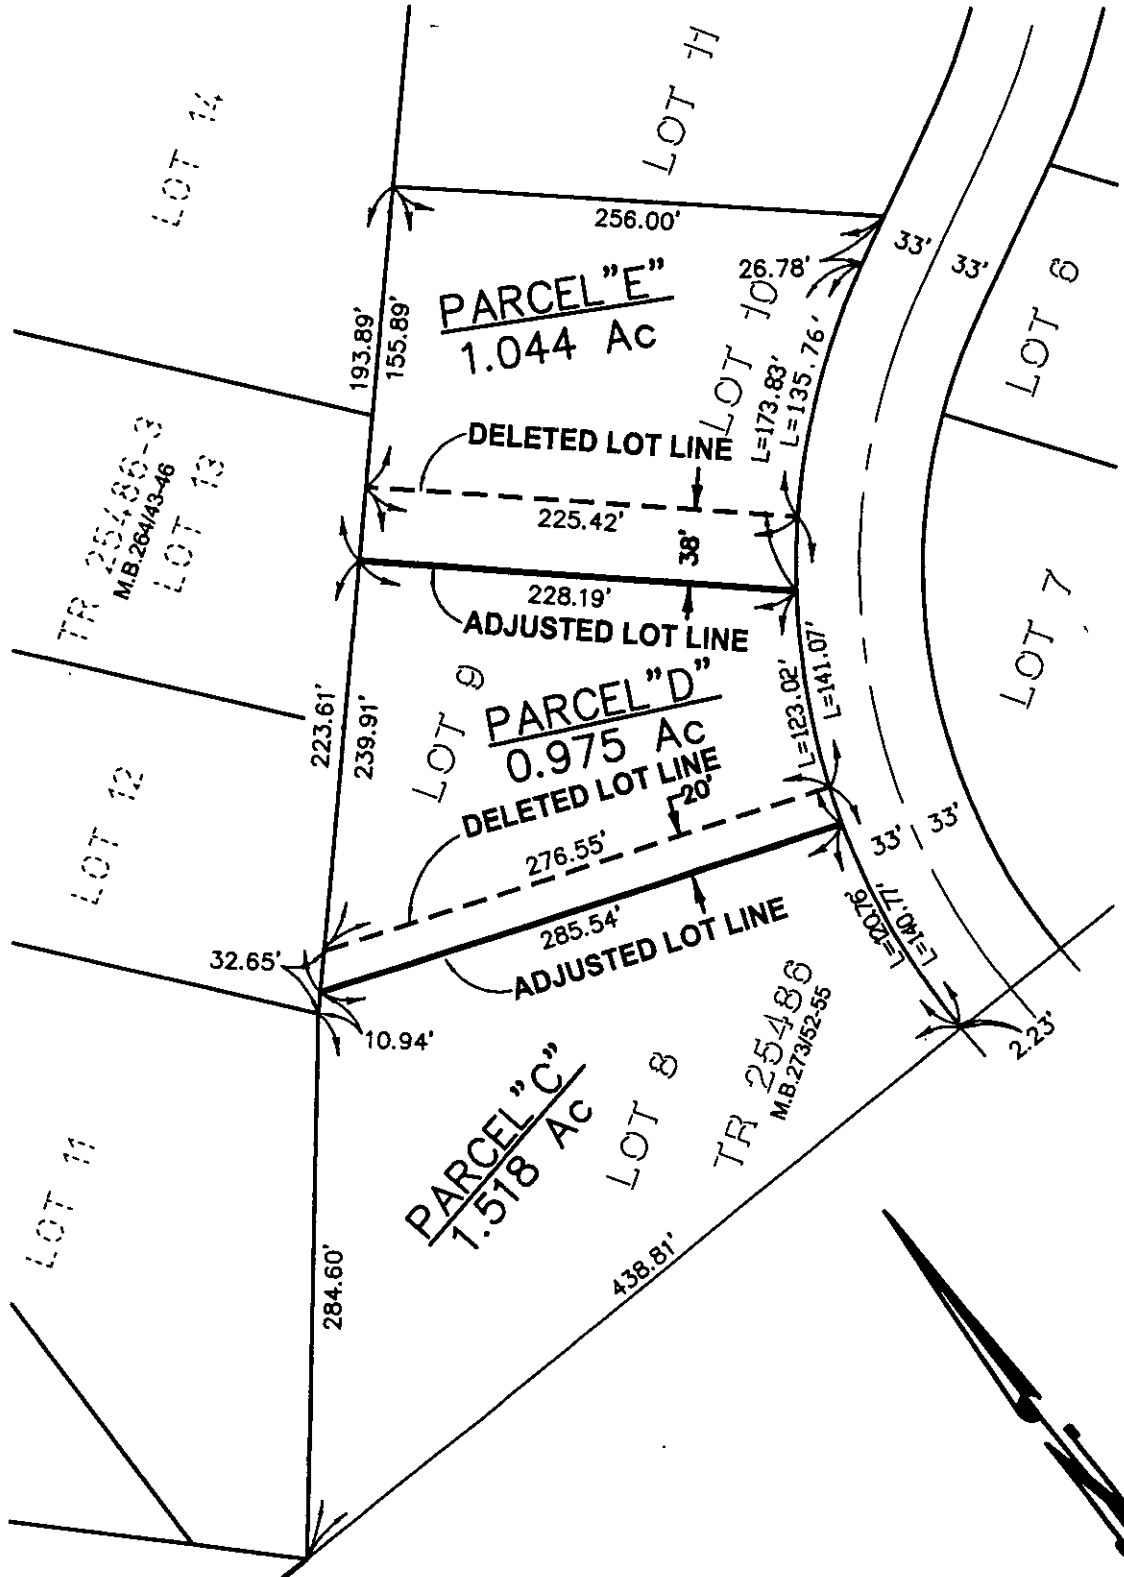 LOT 14
LOT 11
256.00'
33'
33'
26.78'
PARCEL "E"
1.044 Ac
LOT 10
LOT 6
193.89'
155.89'
L=173.83'
L=135.76'
DELETED LOT LINE
TR 25486-3
M.B.264/43-46
LOT 13
225.42'
38'
228.19'
ADJUSTED LOT LINE
LOT 7
LOT 9
PARCEL "D"
0.975 Ac
L=123.02'
L=141.07'
223.61'
239.91'
DELETED LOT LINE
20'
LOT 12
276.55'
33'
33'
285.54'
ADJUSTED LOT LINE
L=120.76'
L=140.77'
32.65'
10.94'
2.23'
PARCEL "C"
1.518 Ac
LOT 8
TR 25486
M.B.273/52-55
LOT 11
284.60'
438.81'